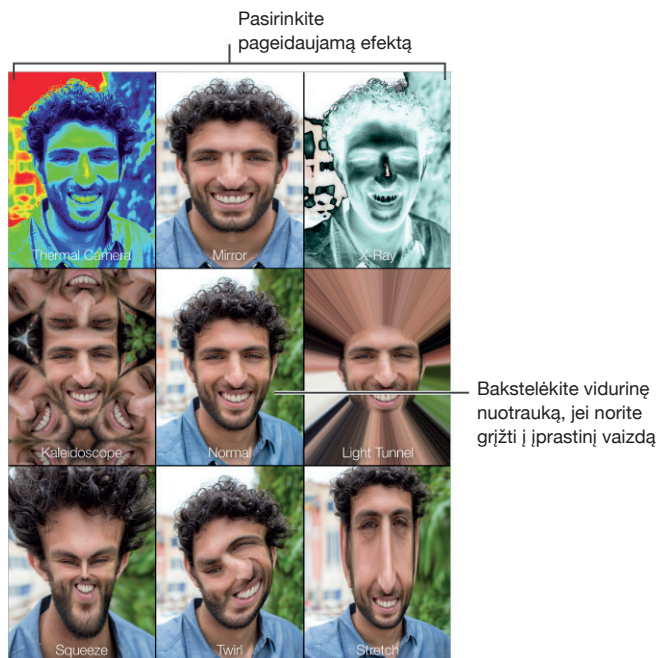 Pasirinkite
pageidaujamą efektą
Thermal Camera
Mirror
X-Ray
Kaleidoscope
Normal
Light Tunnel
Bakstelėkite vidurinę
nuotrauką, jei norite
grįžti į įprastinį vaizdą
Squeeze
Twirl
Stretch